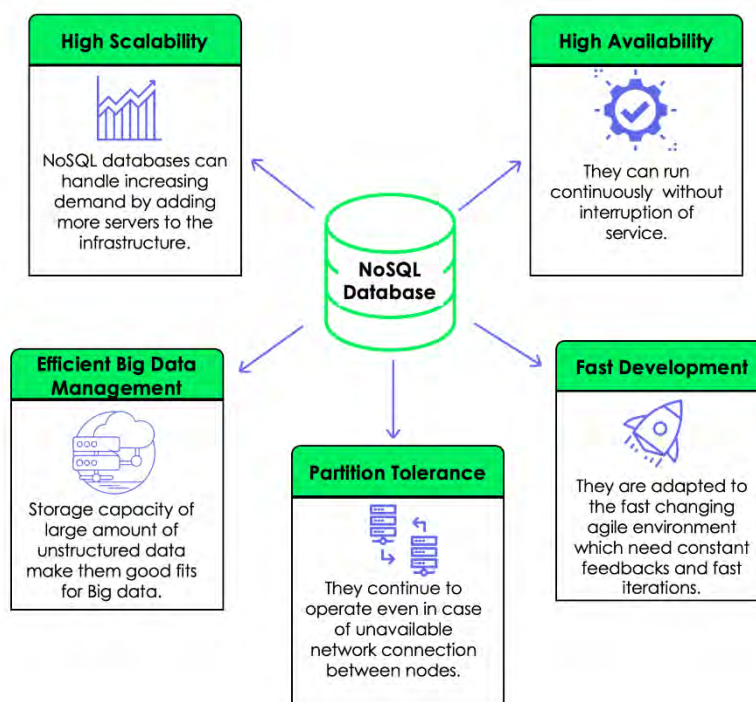 High Scalability
NoSQL databases can
handle increasing
demand by adding
more servers to the
infrastructure.
High Availability
They can run
continuously without
interruption of
service.
NoSQL
Database
Efficient Big Data
Management
Storage capacity of
large amount of
unstructured data
make them good fits
for Big data.
Partition Tolerance
They continue to
operate even in case
of unavailable
network connection
between nodes.
Fast Development
They are adapted to
the fast changing
agile environment
which need constant
feedbacks and fast
iterations.